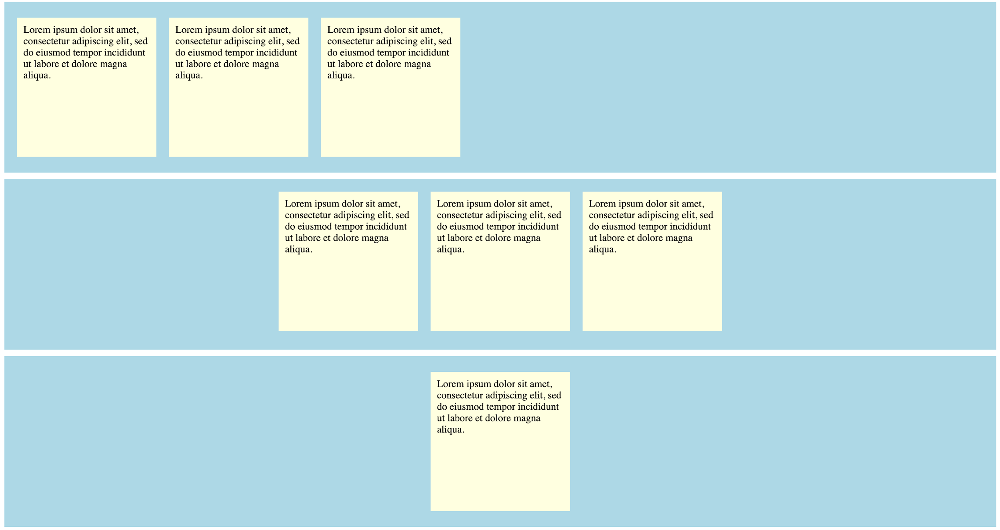 Lorem ipsum dolor sit amet,
consectetur adipiscing elit, sed
do eiusmod tempor incididunt
ut labore et dolore magna
aliqua.
Lorem ipsum dolor sit amet,
consectetur adipiscing elit, sed
do eiusmod tempor incididunt
ut labore et dolore magna
aliqua.
Lorem ipsum dolor sit amet,
consectetur adipiscing elit, sed
do eiusmod tempor incididunt
ut labore et dolore magna
aliqua.
Lorem ipsum dolor sit amet,
consectetur adipiscing elit, sed
do eiusmod tempor incididunt
ut labore et dolore magna
aliqua.
Lorem ipsum dolor sit amet,
consectetur adipiscing elit, sed
do eiusmod tempor incididunt
ut labore et dolore magna
aliqua.
Lorem ipsum dolor sit amet,
consectetur adipiscing elit, sed
do eiusmod tempor incididunt
ut labore et dolore magna
aliqua.
Lorem ipsum dolor sit amet,
consectetur adipiscing elit, sed
do eiusmod tempor incididunt
ut labore et dolore magna
aliqua.